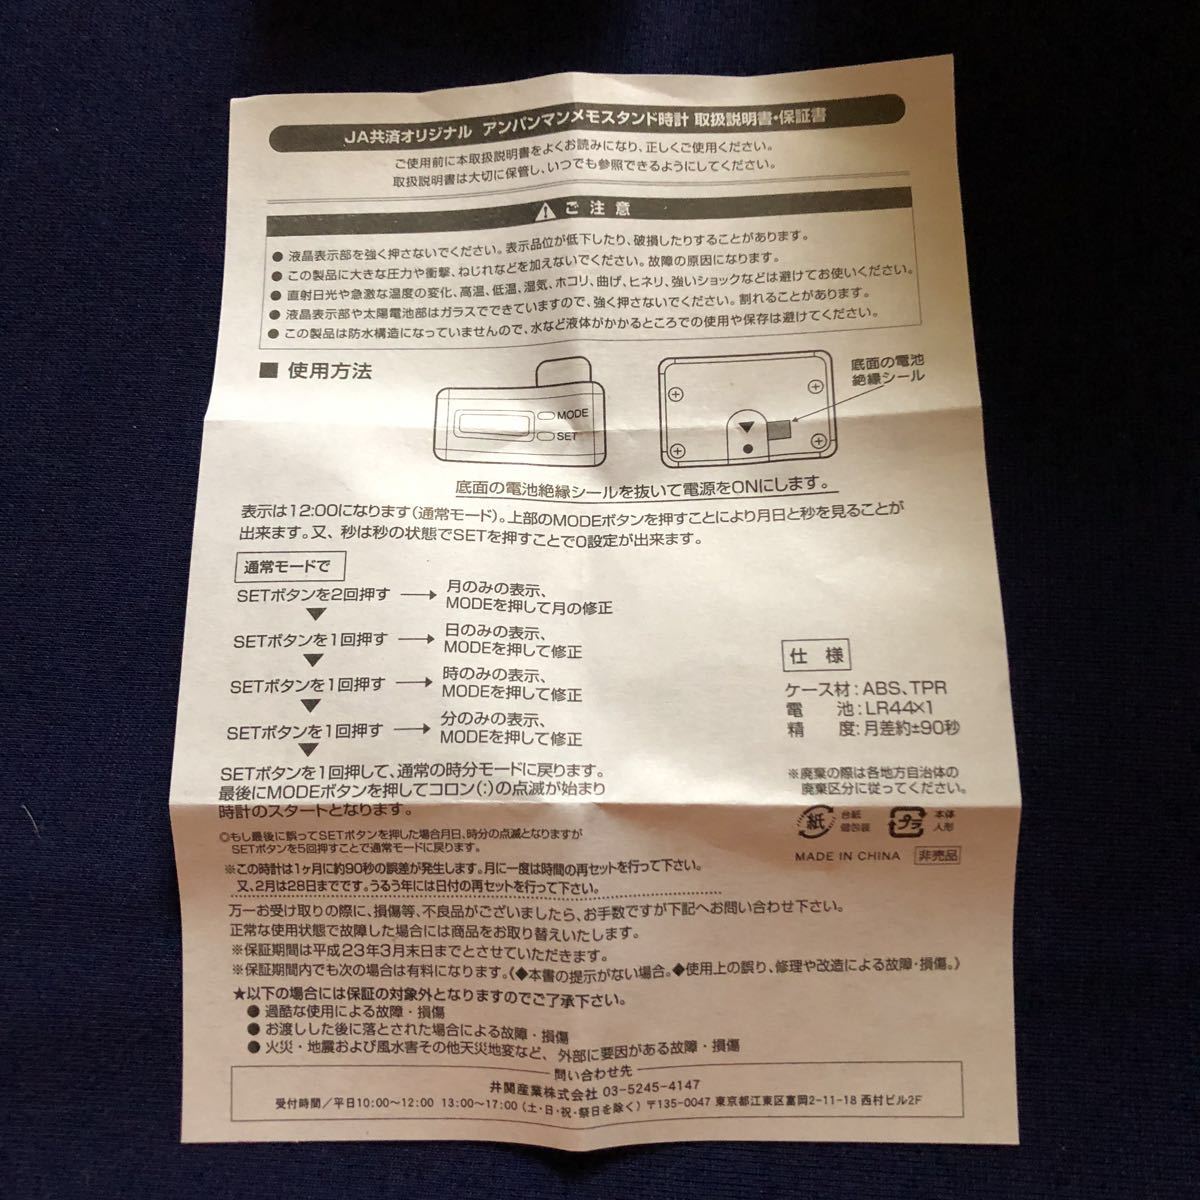 JA共済オリジナル アンパンマンメモスタンド時計 取扱説明書・保証書
ご使用前に本取扱説明書をよくお読みになり、正しくご使用ください。
取扱説明書は大切に保管し、いつでも参照できるようにしてください。
ご注意
● 液晶表示部を強く押さないでください。表示品位が低下したり、破損したりすることがあります。
● この製品に大きな圧力や衝撃、ねじれなどを加えないでください。故障の原因になります。
● 直射日光や急激な温度の変化、高温、低温、湿気、ホコリ、曲げ、ヒネリ、強いショックなどは避けてお使いください。
● 液晶表示部や太陽電池部はガラスでできていますので、強く押さないでください。割れることがあります。
● この製品は防水構造になっていませんので、水など液体がかかるところでの使用や保存は避けてください。
■ 使用方法
MODE
SET
底面の電池
絶縁シール
底面の電池絶縁シールを抜いて電源をONにします。
表示は12:00になります(通常モード)。上部のMODEボタンを押すことにより月日と秒を見ることが
出来ます。又、秒は秒の状態でSETを押すことで0設定が出来ます。
通常モードで
SETボタンを2回押す → 月のみの表示、
MODEを押して月の修正
▼
SETボタンを1回押す → 日のみの表示、
MODEを押して修正
▼
SETボタンを1回押す → 時のみの表示、
MODEを押して修正
▼
SETボタンを1回押す → 分のみの表示、
MODEを押して修正
▼
SETボタンを1回押して、通常の時分モードに戻ります。
最後にMODEボタンを押してコロン(:)の点滅が始まり
時計のスタートとなります。
◎もし最後に誤ってSETボタンを押した場合月日、時分の点滅となりますが
SETボタンを5回押すことで通常モードに戻ります。
※この時計は1ヶ月に約90秒の誤差が発生します。月に一度は時間の再セットを行って下さい。
又、2月は28日までです。うるう年には日付の再セットを行って下さい。
仕 様
ケース材:ABS、TPR
電 池:LR44×1
精 度:月差約±90秒
※廃棄の際は各地方自治体の
廃棄区分に従ってください。
紙 台紙
個包装
プラ 本体
人形
MADE IN CHINA 非売品
万一お受け取りの際に、損傷等、不良品がございましたら、お手数ですが下記へお問い合わせ下さい。
正常な使用状態で故障した場合には商品をお取り替えいたします。
※保証期間は平成23年3月末日までとさせていただきます。
※保証期間内でも次の場合は有料になります。(◆本書の提示がない場合。◆使用上の誤り、修理や改造による故障・損傷。)
★以下の場合には保証の対象外となりますのでご了承下さい。
● 過酷な使用による故障・損傷
● お渡しした後に落とされた場合による故障・損傷
● 火災・地震および風水害その他天災地変など、外部に要因がある故障・損傷
問い合わせ先
井関産業株式会社 03-5245-4147
受付時間／平日10:00～12:00 13:00～17:00(土・日・祝・祭日を除く)〒135-0047 東京都江東区富岡2-11-18 西村ビル2F